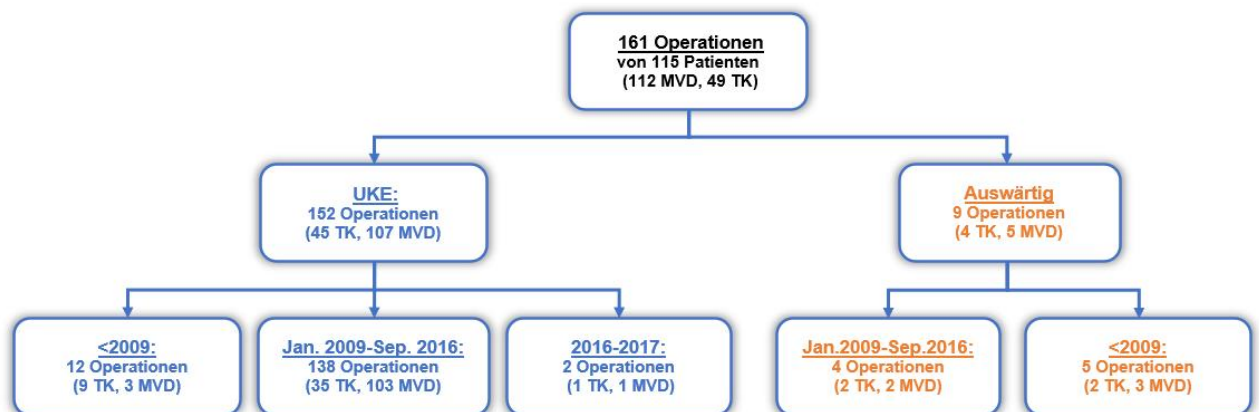 161 Operationen
von 115 Patienten
(112 MVD, 49 TK)
UKE:
152 Operationen
(45 TK, 107 MVD)
Auswärtig
9 Operationen
(4 TK, 5 MVD)
<2009:
12 Operationen
(9 TK, 3 MVD)
Jan. 2009-Sep. 2016:
138 Operationen
(35 TK, 103 MVD)
2016-2017:
2 Operationen
(1 TK, 1 MVD)
Jan.2009-Sep.2016:
4 Operationen
(2 TK, 2 MVD)
<2009:
5 Operationen
(2 TK, 3 MVD)